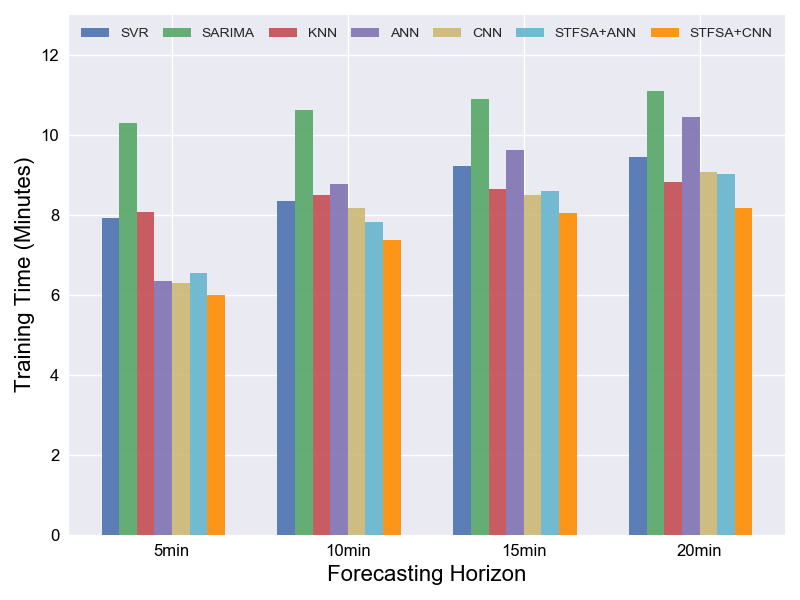 SVR SARIMA KNN ANN CNN STFSA+ANN STFSA+CNN
12
10
8
6
4
2
0
Training Time (Minutes)
5min 10min 15min 20min
Forecasting Horizon